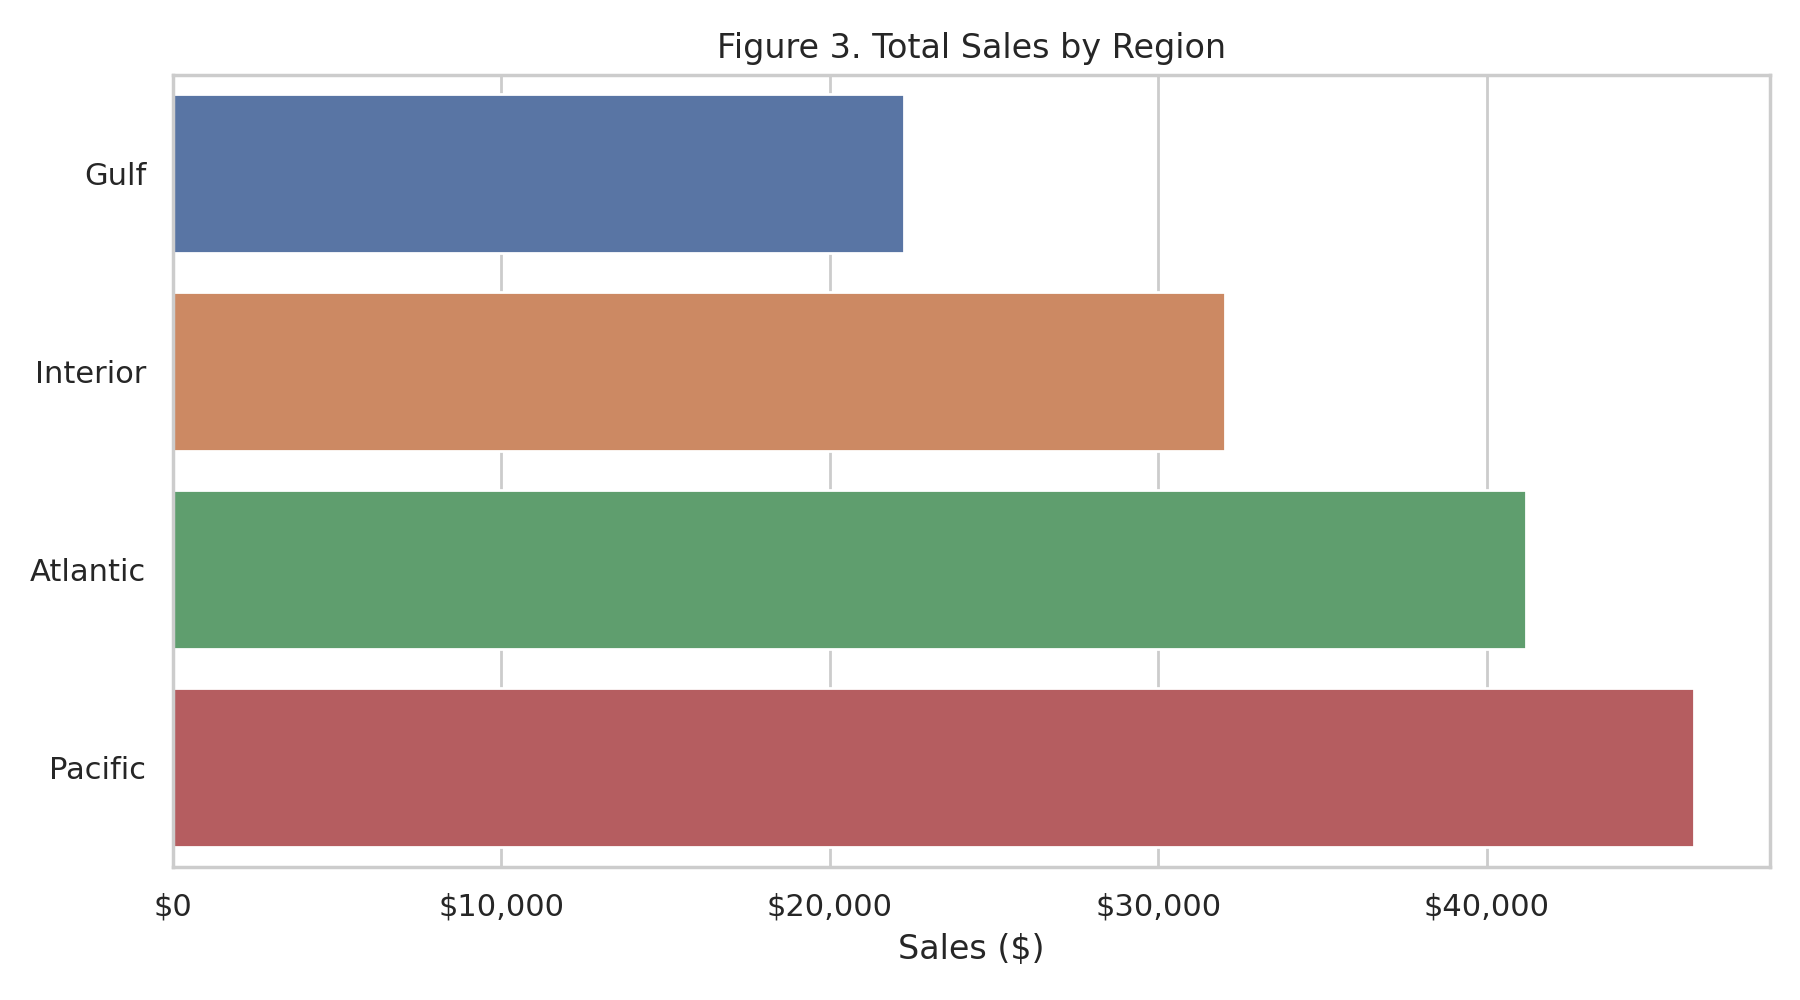 Figure 3. Total Sales by Region
Gulf
Interior
Atlantic
Pacific
$0 $10,000 $20,000 $30,000 $40,000
Sales ($)